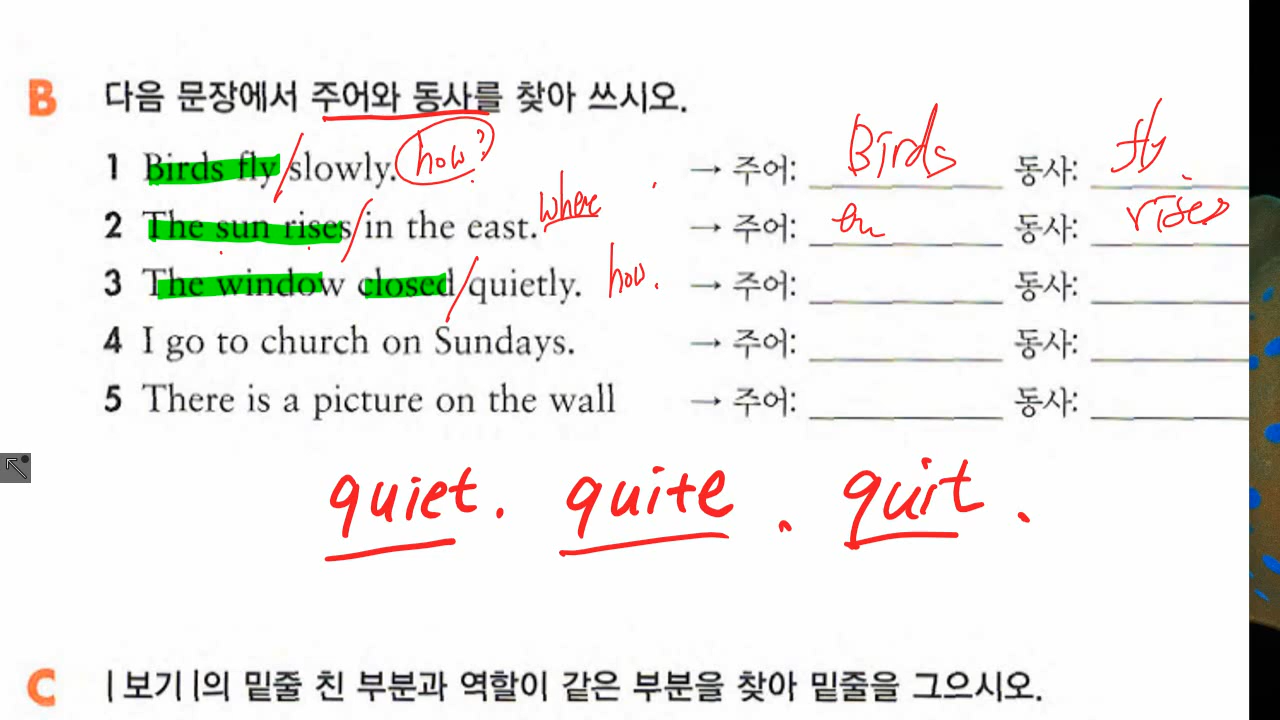 B 다음 문장에서 주어와 동사를 찾아 쓰시오.
1 Birds fly / slowly. how? → 주어: Birds 동사: fly
2 The sun rises / in the east. where → 주어: 동사: rises
3 The window closed / quietly. how. → 주어: 동사:
4 I go to church on Sundays. → 주어: 동사:
5 There is a picture on the wall → 주어: 동사:
quiet. quite. quit.
C |보기|의 밑줄 친 부분과 역할이 같은 부분을 찾아 밑줄을 그으시오.